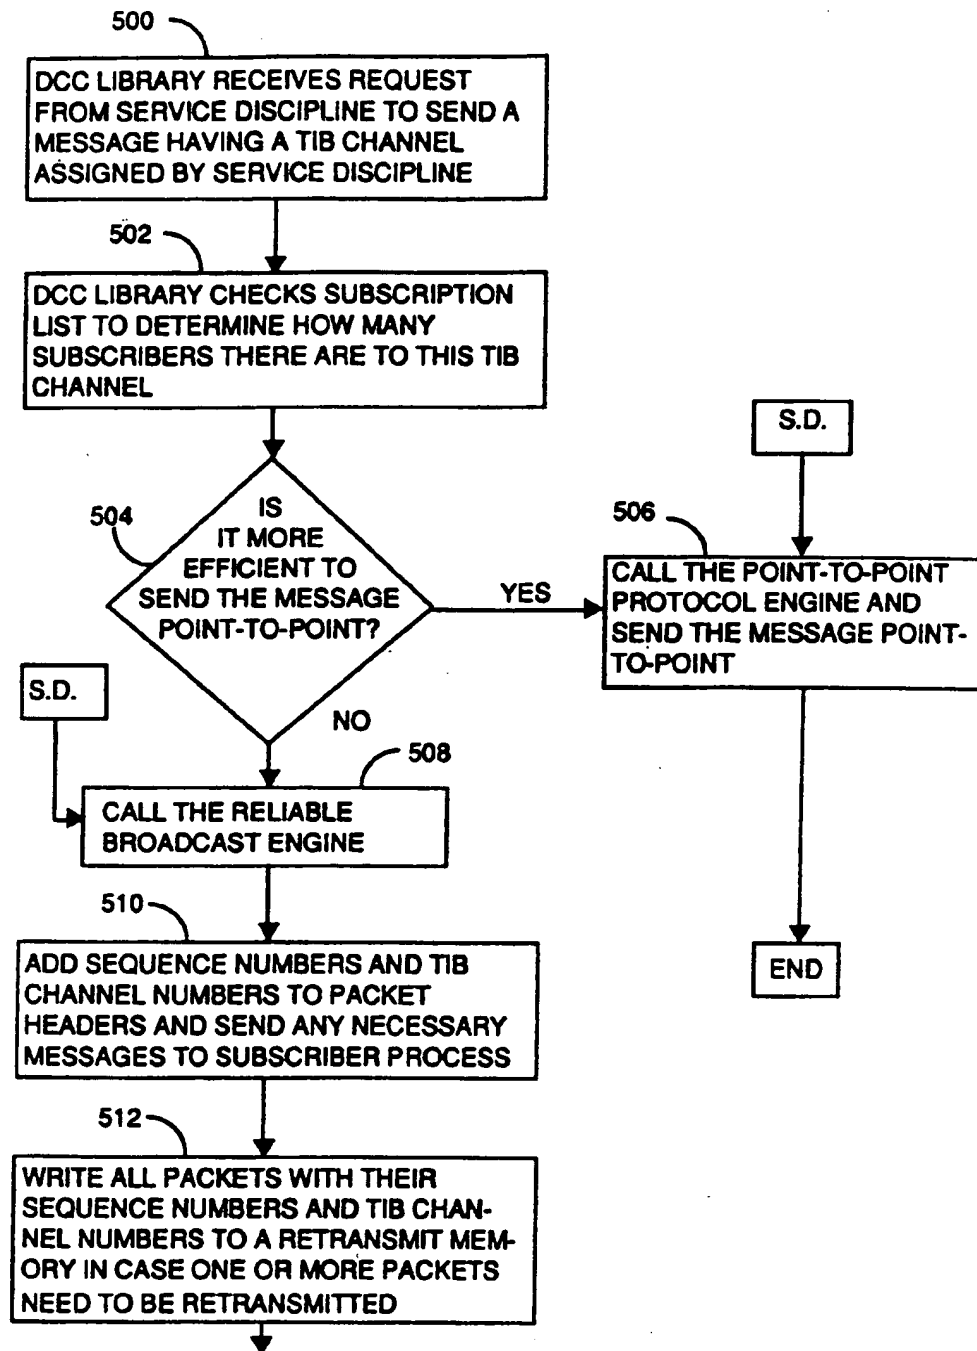 500
DCC LIBRARY RECEIVES REQUEST
FROM SERVICE DISCIPLINE TO SEND A
MESSAGE HAVING A TIB CHANNEL
ASSIGNED BY SERVICE DISCIPLINE
502
DCC LIBRARY CHECKS SUBSCRIPTION
LIST TO DETERMINE HOW MANY
SUBSCRIBERS THERE ARE TO THIS TIB
CHANNEL
504
IS
IT MORE
EFFICIENT TO
SEND THE MESSAGE
POINT-TO-POINT?
YES
NO
S.D.
506
CALL THE POINT-TO-POINT
PROTOCOL ENGINE AND
SEND THE MESSAGE POINT-
TO-POINT
END
S.D.
508
CALL THE RELIABLE
BROADCAST ENGINE
510
ADD SEQUENCE NUMBERS AND TIB
CHANNEL NUMBERS TO PACKET
HEADERS AND SEND ANY NECESSARY
MESSAGES TO SUBSCRIBER PROCESS
512
WRITE ALL PACKETS WITH THEIR
SEQUENCE NUMBERS AND TIB CHAN-
NEL NUMBERS TO A RETRANSMIT MEM-
ORY IN CASE ONE OR MORE PACKETS
NEED TO BE RETRANSMITTED